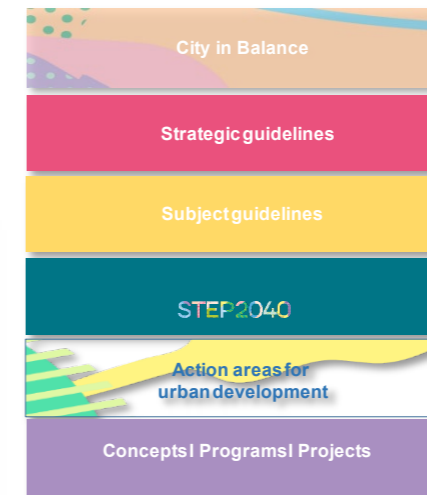 City in Balance
Strategic guidelines
Subject guidelines
STEP2040
Action areas for
urban development
Concepts I Programs I Projects